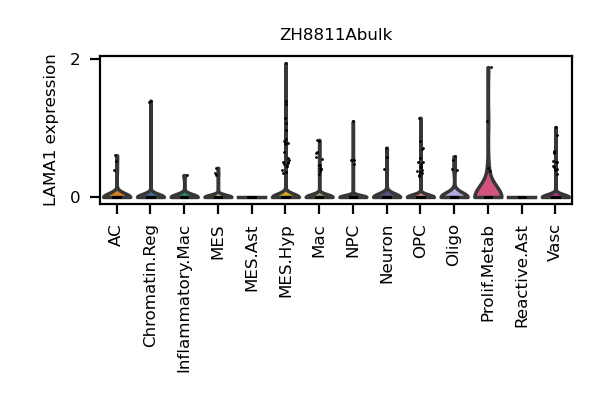 ZH8811Abulk
LAMA1 expression
2
0
AC
Chromatin.Reg
Inflammatory.Mac
MES
MES.Ast
MES.Hyp
Mac
NPC
Neuron
OPC
Oligo
Prolif.Metab
Reactive.Ast
Vasc